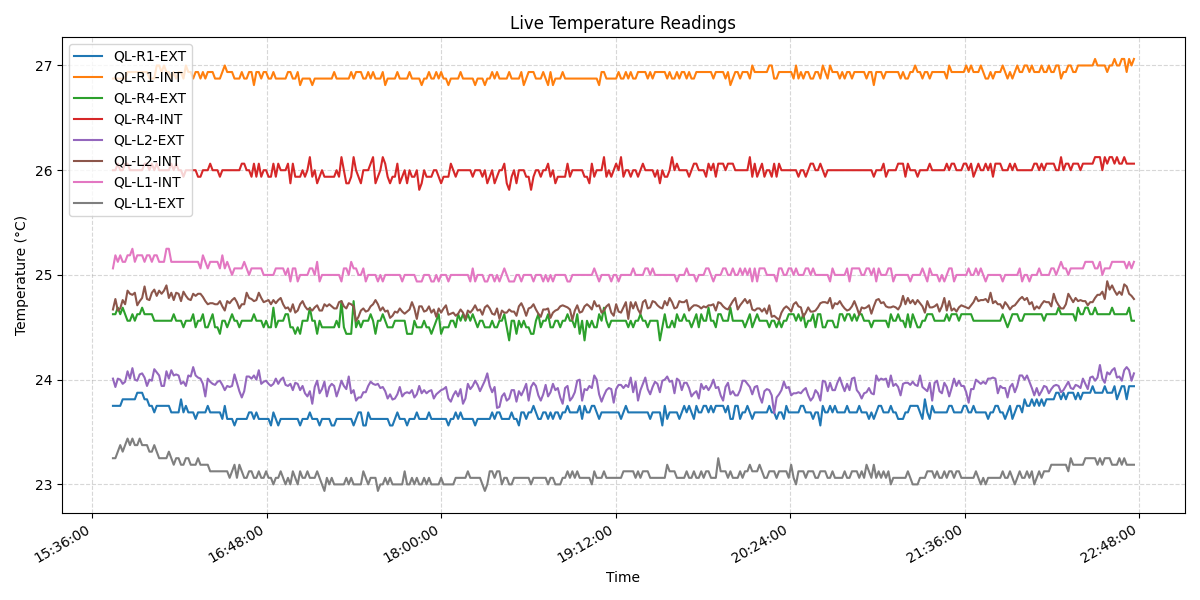 Live Temperature Readings
QL-R1-EXT
QL-R1-INT
QL-R4-EXT
QL-R4-INT
QL-L2-EXT
QL-L2-INT
QL-L1-INT
QL-L1-EXT
Temperature (°C)
27
26
25
24
23
15:36:00
16:48:00
18:00:00
19:12:00
20:24:00
21:36:00
22:48:00
Time